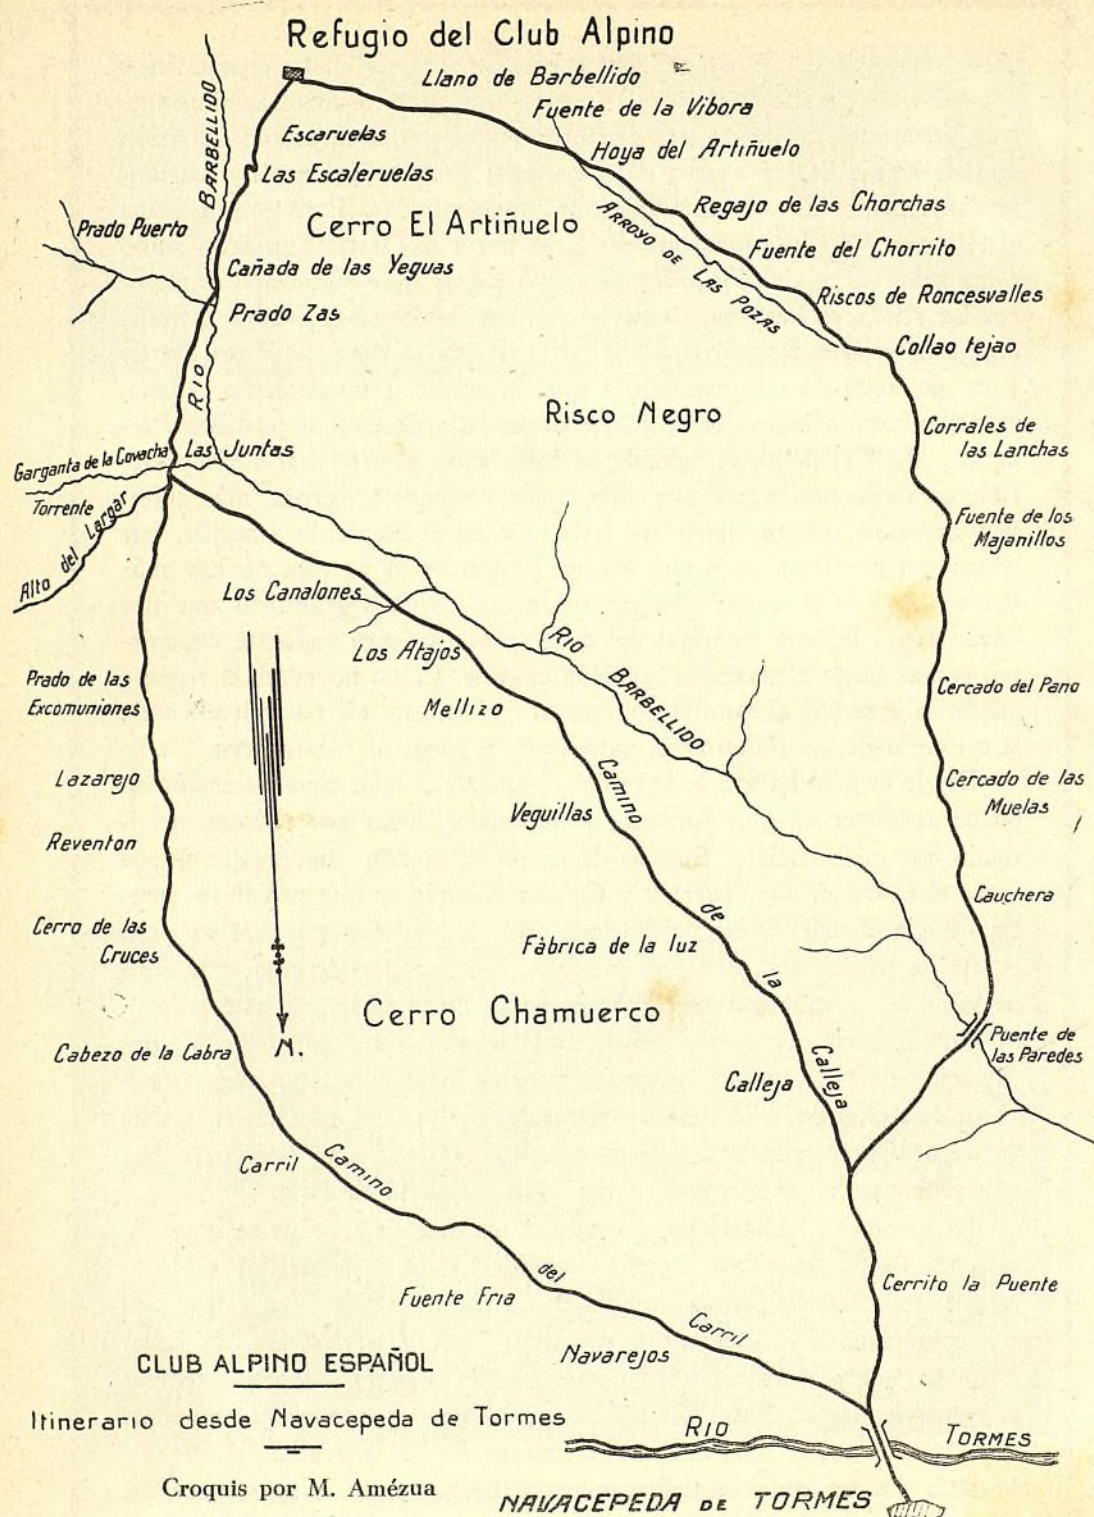 Refugio del Club Alpino
Llano de Barbellido
Fuente de la Vibora
Escaruelas
Hoya del Artiñuelo
BARBELLIDO
Las Escaleruelas
Regajo de las Chorchas
Prado Puerto
Cerro El Artiñuelo
ARROYO DE LAS POZAS
Fuente del Chorrito
Cañada de las Yeguas
Riscos de Roncesvalles
Prado Zas
Collao tejao
RIO
Risco Negro
Corrales de
las Lanchas
Garganta de la Covacha
Las Juntas
Torrente
Alto del Largar
Fuente de los
Majanillos
Los Canalones
Los Atajos
RIO BARBELLIDO
Prado de las
Excomuniones
Mellizo
Cercado del Pano
Lazarejo
Veguillas
Camino de la Calleja
Cercado de las
Muelas
Reventon
Cauchera
Cerro de las
Cruces
Fàbrica de la luz
Cerro Chamuerco
Cabezo de la Cabra
N.
Puente de
las Paredes
Calleja
Carril
Camino del Carril
Cerrito la Puente
Fuente Fria
Navarejos
CLUB ALPINO ESPAÑOL
Itinerario desde Navacepeda de Tormes
RIO TORMES
Croquis por M. Amézua
NAVACEPEDA DE TORMES